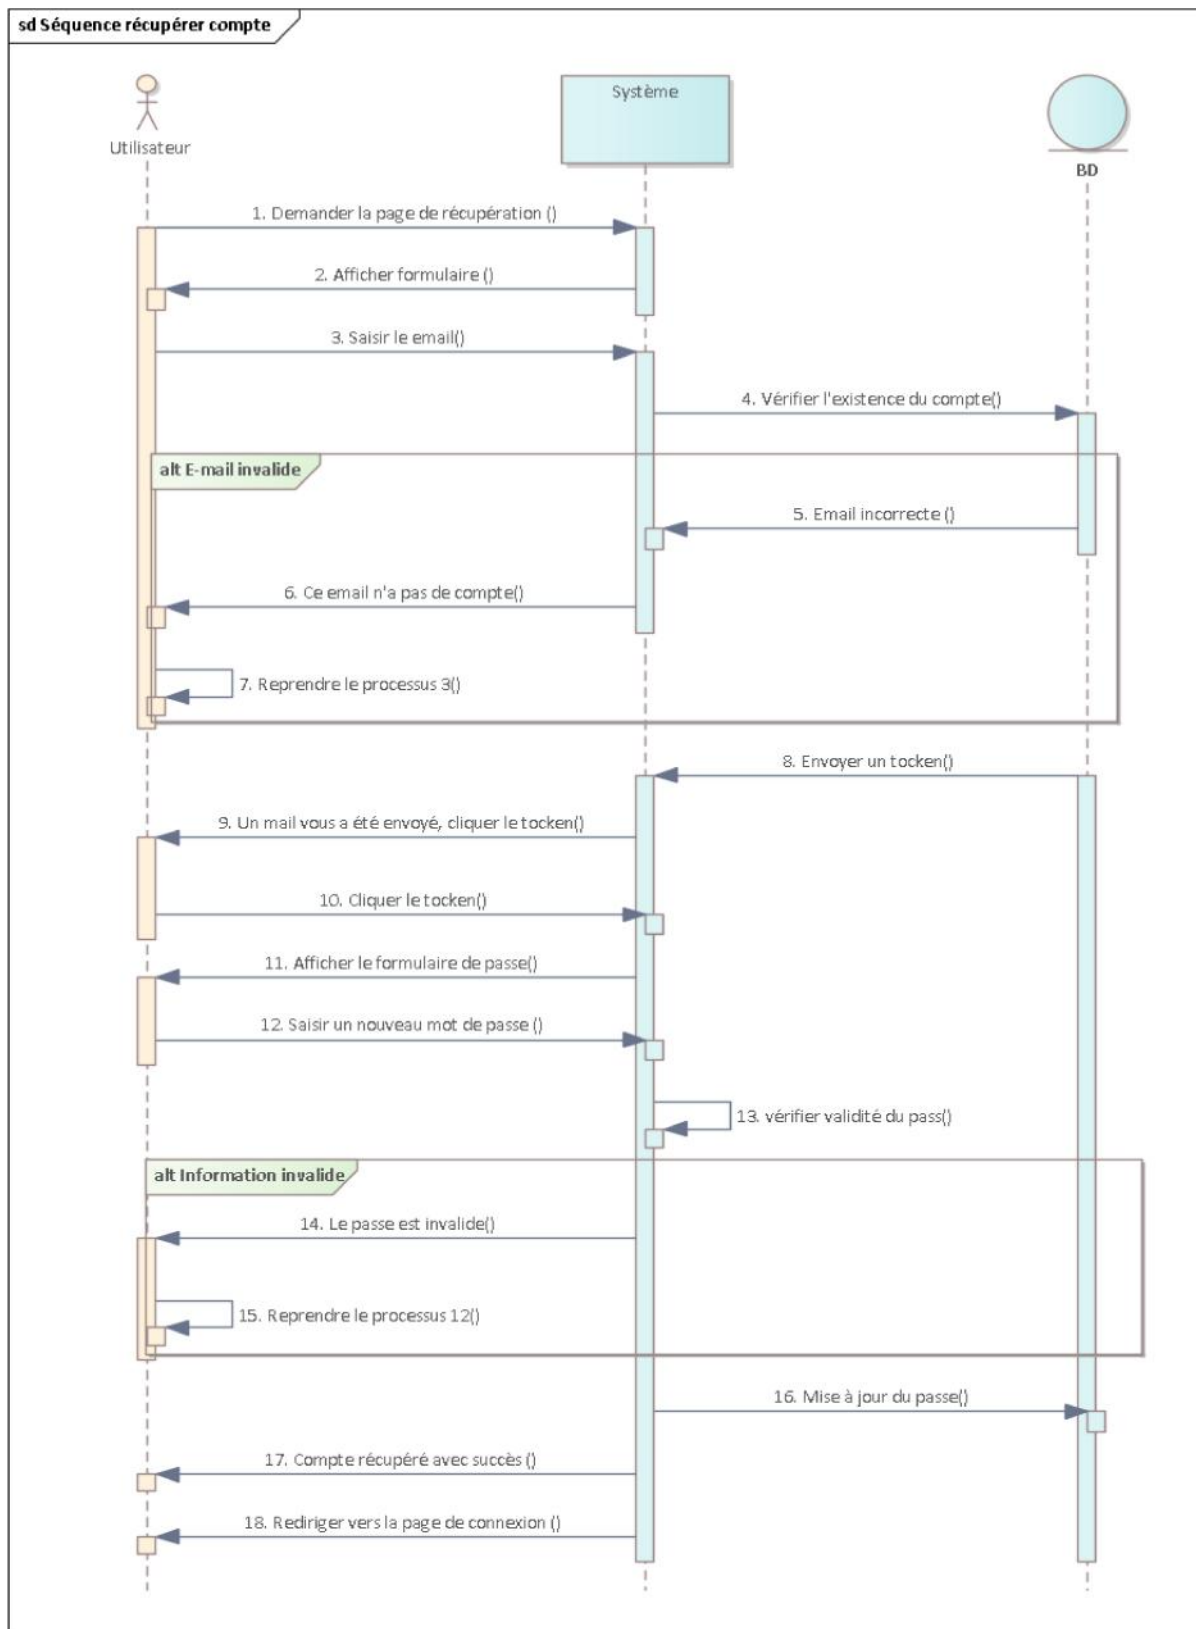 sd Séquence récupérer compte
Système
Utilisateur
BD
1. Demander la page de récupération ()
2. Afficher formulaire ()
3. Saisir le email()
4. Vérifier l'existence du compte()
alt E-mail invalide
5. Email incorrecte ()
6. Ce email n'a pas de compte()
7. Reprendre le processus 3()
8. Envoyer un tocken()
9. Un mail vous a été envoyé, cliquer le tocken()
10. Cliquer le tocken()
11. Afficher le formulaire de passe()
12. Saisir un nouveau mot de passe ()
13. vérifier validité du pass()
alt Information invalide
14. Le passe est invalide()
15. Reprendre le processus 12()
16. Mise à jour du passe()
17. Compte récupéré avec succès ()
18. Rediriger vers la page de connexion ()